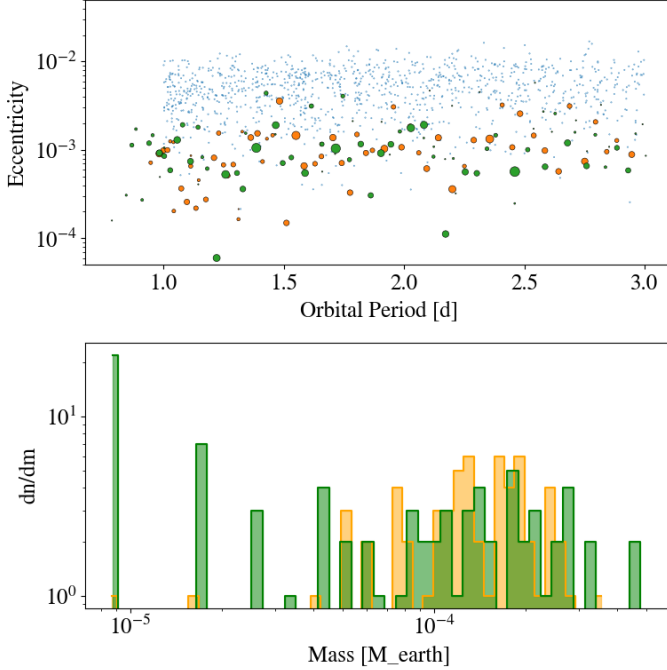 10⁻²
10⁻³
10⁻⁴
Eccentricity
1.0 1.5 2.0 2.5 3.0
Orbital Period [d]
10¹
10⁰
dn/dm
10⁻⁵ 10⁻⁴
Mass [M_earth]